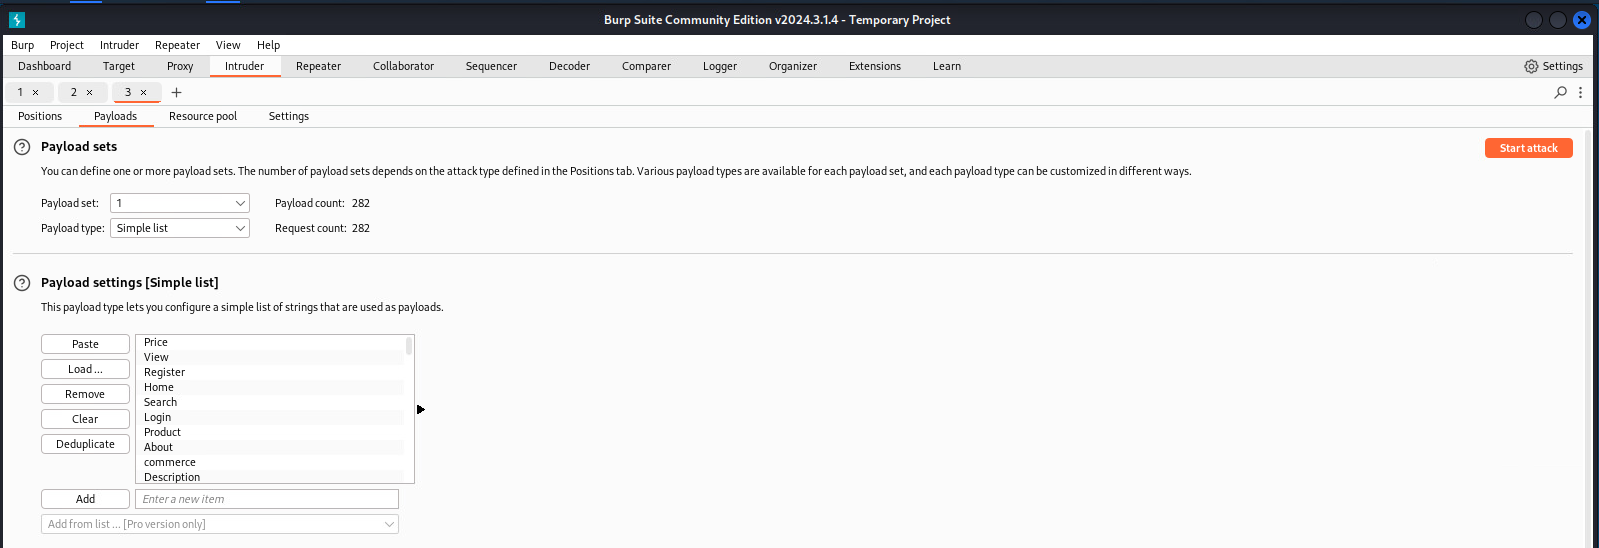 Burp Suite Community Edition v2024.3.1.4 - Temporary Project
Burp Project Intruder Repeater View Help
Dashboard Target Proxy Intruder Repeater Collaborator Sequencer Decoder Comparer Logger Organizer Extensions Learn Settings
1 × 2 × 3 × +
Positions Payloads Resource pool Settings
? Payload sets
Start attack
You can define one or more payload sets. The number of payload sets depends on the attack type defined in the Positions tab. Various payload types are available for each payload set, and each payload type can be customized in different ways.
Payload set: 1 Payload count: 282
Payload type: Simple list Request count: 282
? Payload settings [Simple list]
This payload type lets you configure a simple list of strings that are used as payloads.
Paste
Load ...
Remove
Clear
Deduplicate
Price
View
Register
Home
Search
Login
Product
About
commerce
Description
Add Enter a new item
Add from list ... [Pro version only]